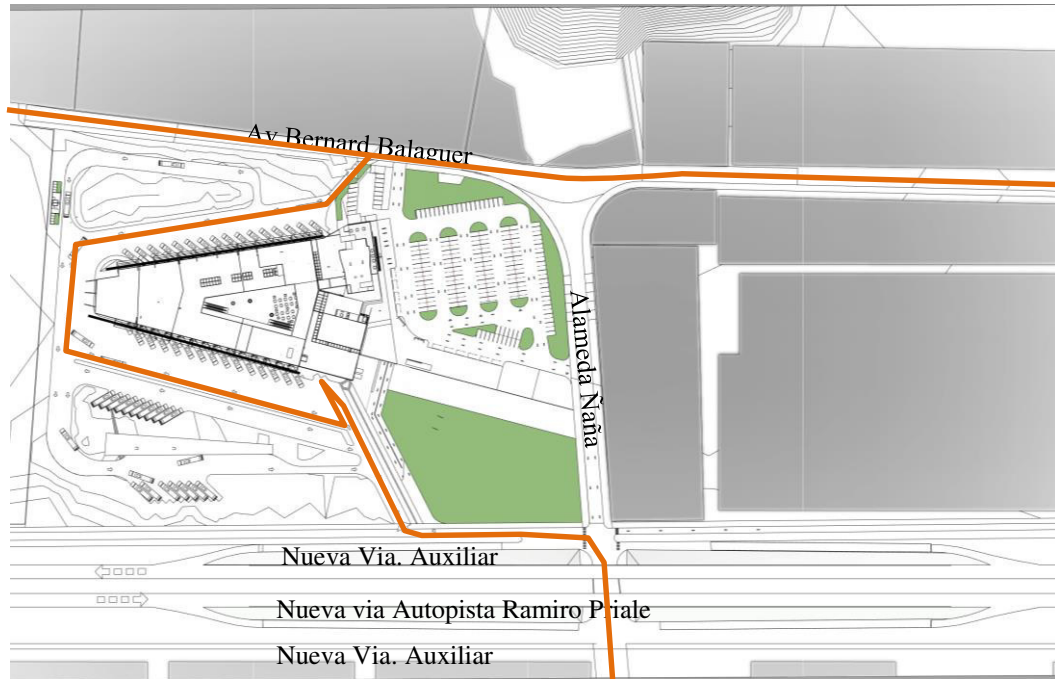 Av Bernard Balaguer
Alameda Ñaña
Nueva Via. Auxiliar
Nueva via Autopista Ramiro Priale
Nueva Via. Auxiliar